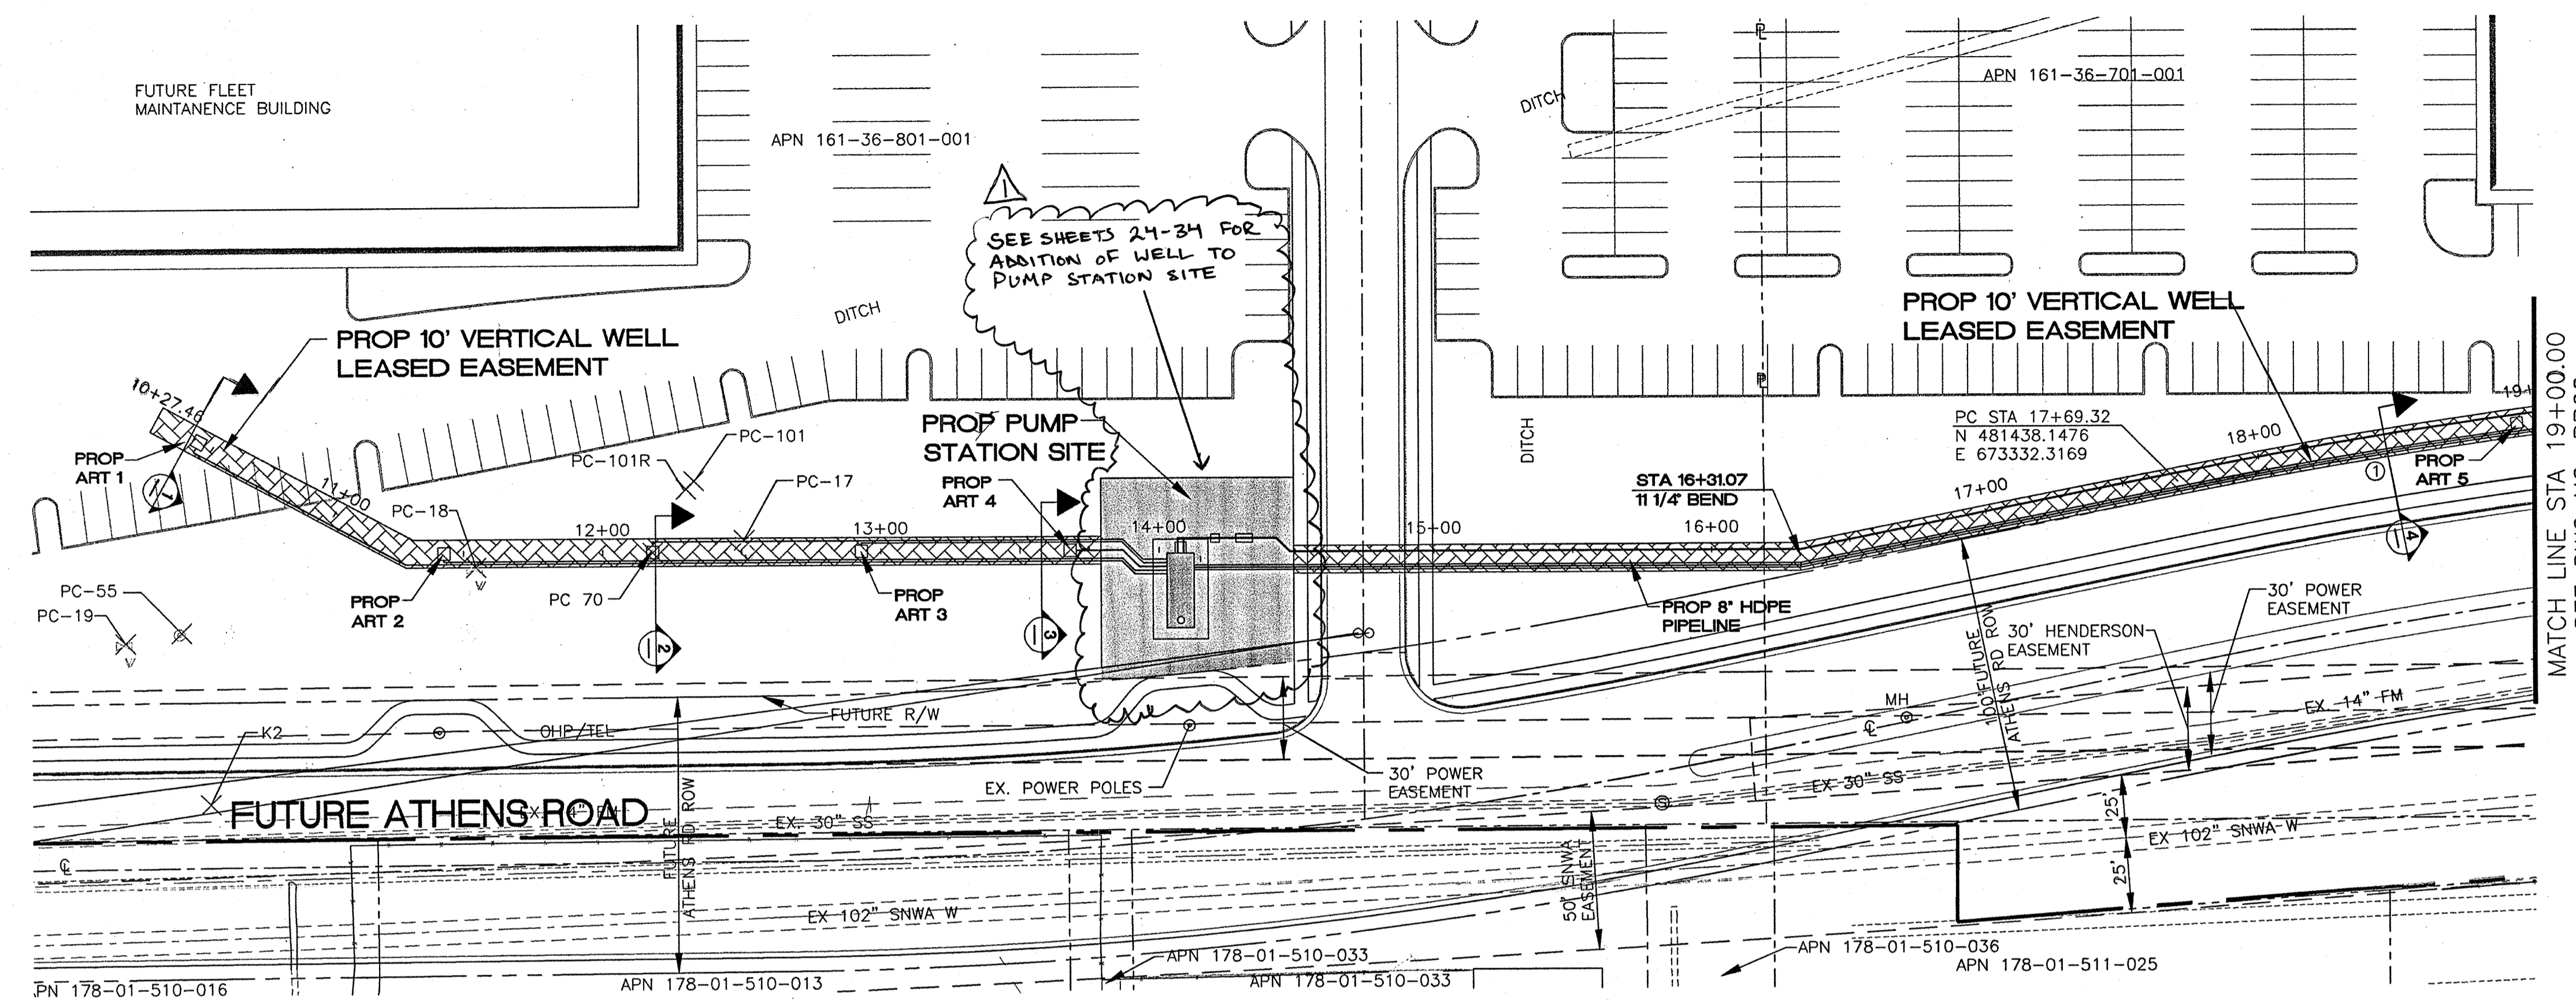 FUTURE FLEET
MAINTANENCE BUILDING
APN 161-36-801-001
DITCH
APN 161-36-701-001
1
SEE SHEETS 24-34 FOR
ADDITION OF WELL TO
PUMP STATION SITE
DITCH
PROP 10' VERTICAL WELL
LEASED EASEMENT
PROP 10' VERTICAL WELL
LEASED EASEMENT
10+27.46
PROP
ART 1
1
11+00
PC-18
PC-101
PC-101R
PC-17
12+00
13+00
PROP PUMP
STATION SITE
PROP
ART 4
14+00
15+00
16+00
DITCH
STA 16+31.07
11 1/4° BEND
PC STA 17+69.32
N 481438.1476
E 673332.3169
17+00
18+00
19+
1
PROP
ART 5
4
MATCH LINE STA 19+00.00
PC-55
PC-19
PROP
ART 2
PC 70
2
PROP
ART 3
3
PROP 8" HDPE
PIPELINE
30' POWER
EASEMENT
30' HENDERSON
EASEMENT
100' FUTURE
ATHENS RD ROW
MH
EX 14" FM
K2
OHP/TEL
FUTURE R/W
EX. POWER POLES
30' POWER
EASEMENT
EX 30" SS
S
FUTURE ATHENS ROAD
EX 30" SS
FUTURE
ATHENS RD ROW
50' SNWA
EASEMENT
25'
25'
EX 102" SNWA W
EX 102" SNWA W
APN 178-01-510-033
APN 178-01-510-036
APN 178-01-511-025
PN 178-01-510-016
APN 178-01-510-013
APN 178-01-510-033